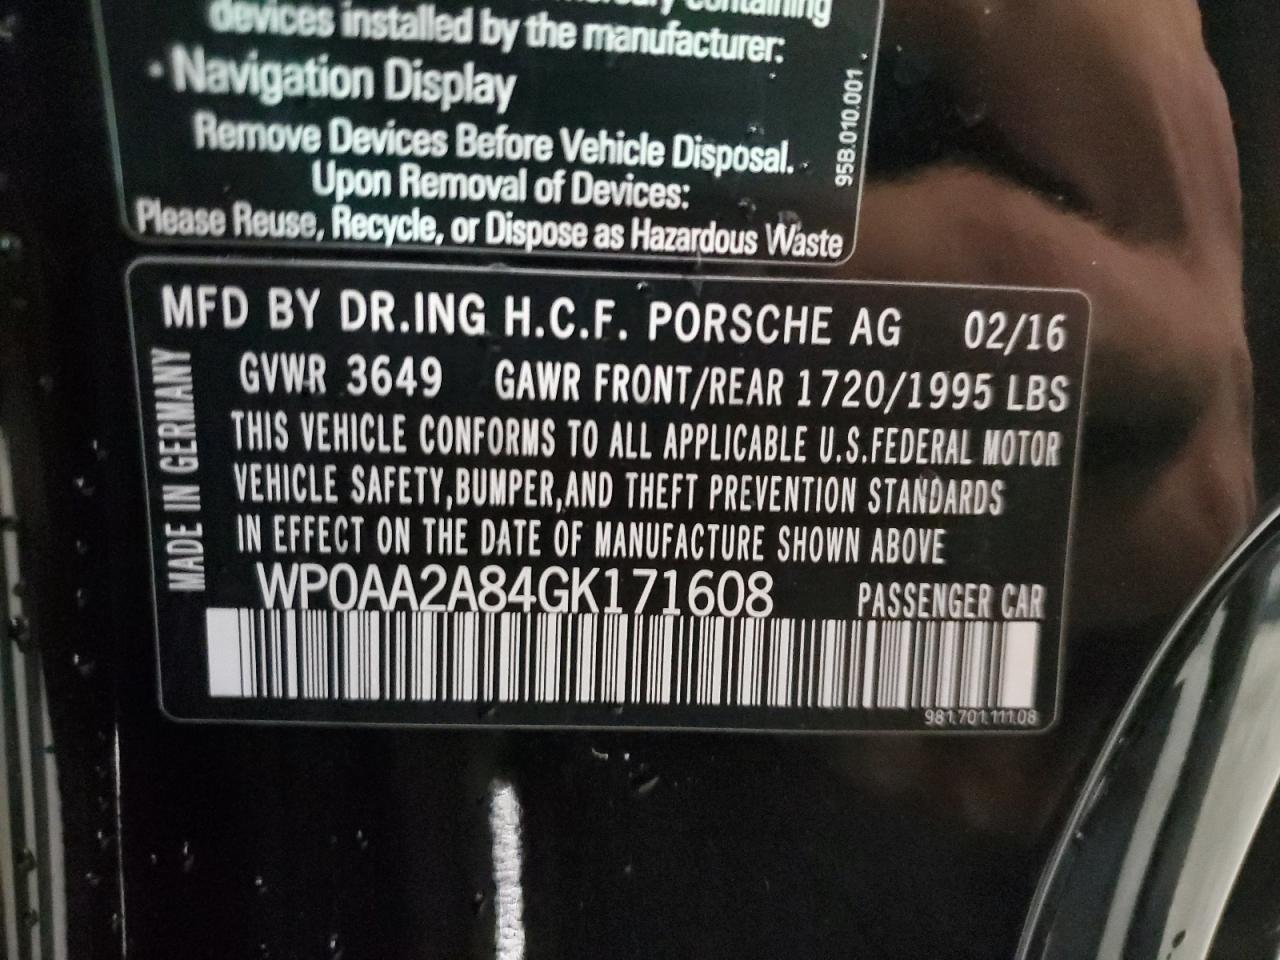 mercury containing
devices installed by the manufacturer:
• Navigation Display
Remove Devices Before Vehicle Disposal.
Upon Removal of Devices:
Please Reuse, Recycle, or Dispose as Hazardous Waste
95B.010.001
MFD BY DR.ING H.C.F. PORSCHE AG 02/16
GVWR 3649 GAWR FRONT/REAR 1720/1995 LBS
THIS VEHICLE CONFORMS TO ALL APPLICABLE U.S.FEDERAL MOTOR
VEHICLE SAFETY,BUMPER,AND THEFT PREVENTION STANDARDS
IN EFFECT ON THE DATE OF MANUFACTURE SHOWN ABOVE
WP0AA2A84GK171608 PASSENGER CAR
MADE IN GERMANY
981.701.111.08